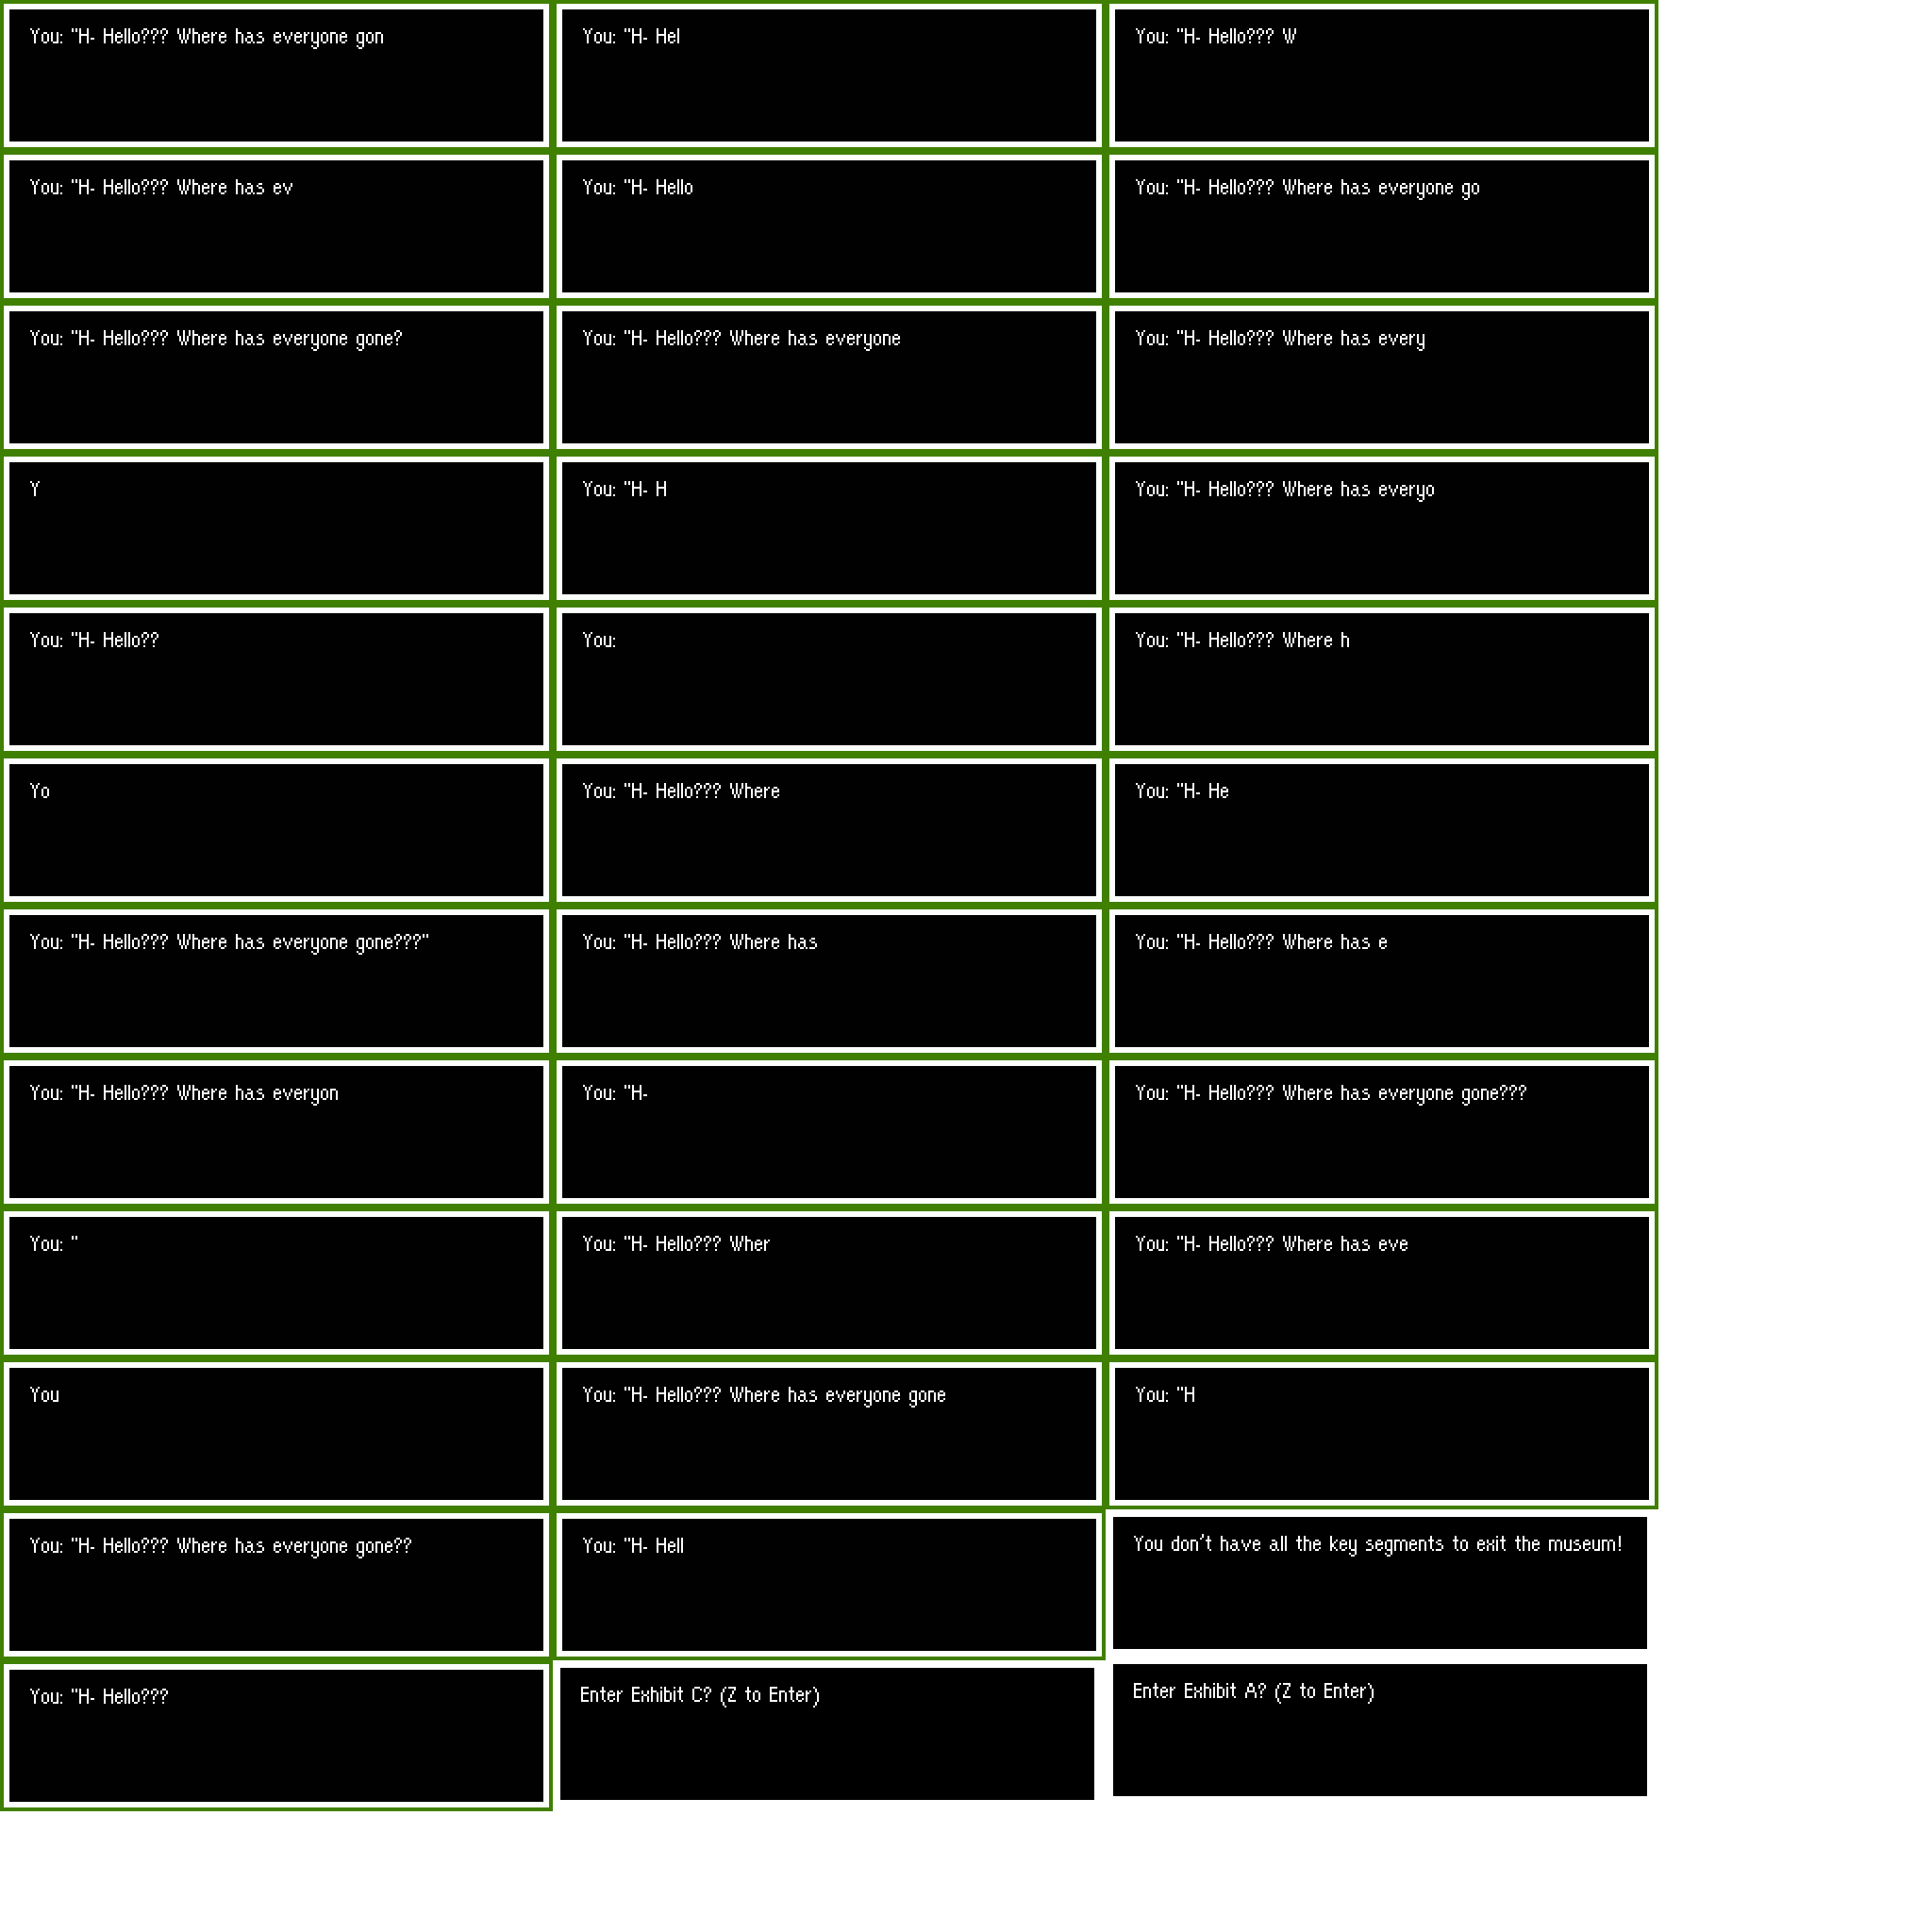 You: "H- Hello??? Where has everyone gon
You: "H- Hel
You: "H- Hello??? W
You: "H- Hello??? Where has ev
You: "H- Hello
You: "H- Hello??? Where has everyone go
You: "H- Hello??? Where has everyone gone?
You: "H- Hello??? Where has everyone
You: "H- Hello??? Where has every
Y
You: "H- H
You: "H- Hello??? Where has everyo
You: "H- Hello??
You:
You: "H- Hello??? Where h
Yo
You: "H- Hello??? Where
You: "H- He
You: "H- Hello??? Where has everyone gone???"
You: "H- Hello??? Where has
You: "H- Hello??? Where has e
You: "H- Hello??? Where has everyon
You: "H-
You: "H- Hello??? Where has everyone gone???
You: "
You: "H- Hello??? Wher
You: "H- Hello??? Where has eve
You
You: "H- Hello??? Where has everyone gone
You: "H
You: "H- Hello??? Where has everyone gone??
You: "H- Hell
You don't have all the key segments to exit the museum!
You: "H- Hello???
Enter Exhibit C? (Z to Enter)
Enter Exhibit A? (Z to Enter)